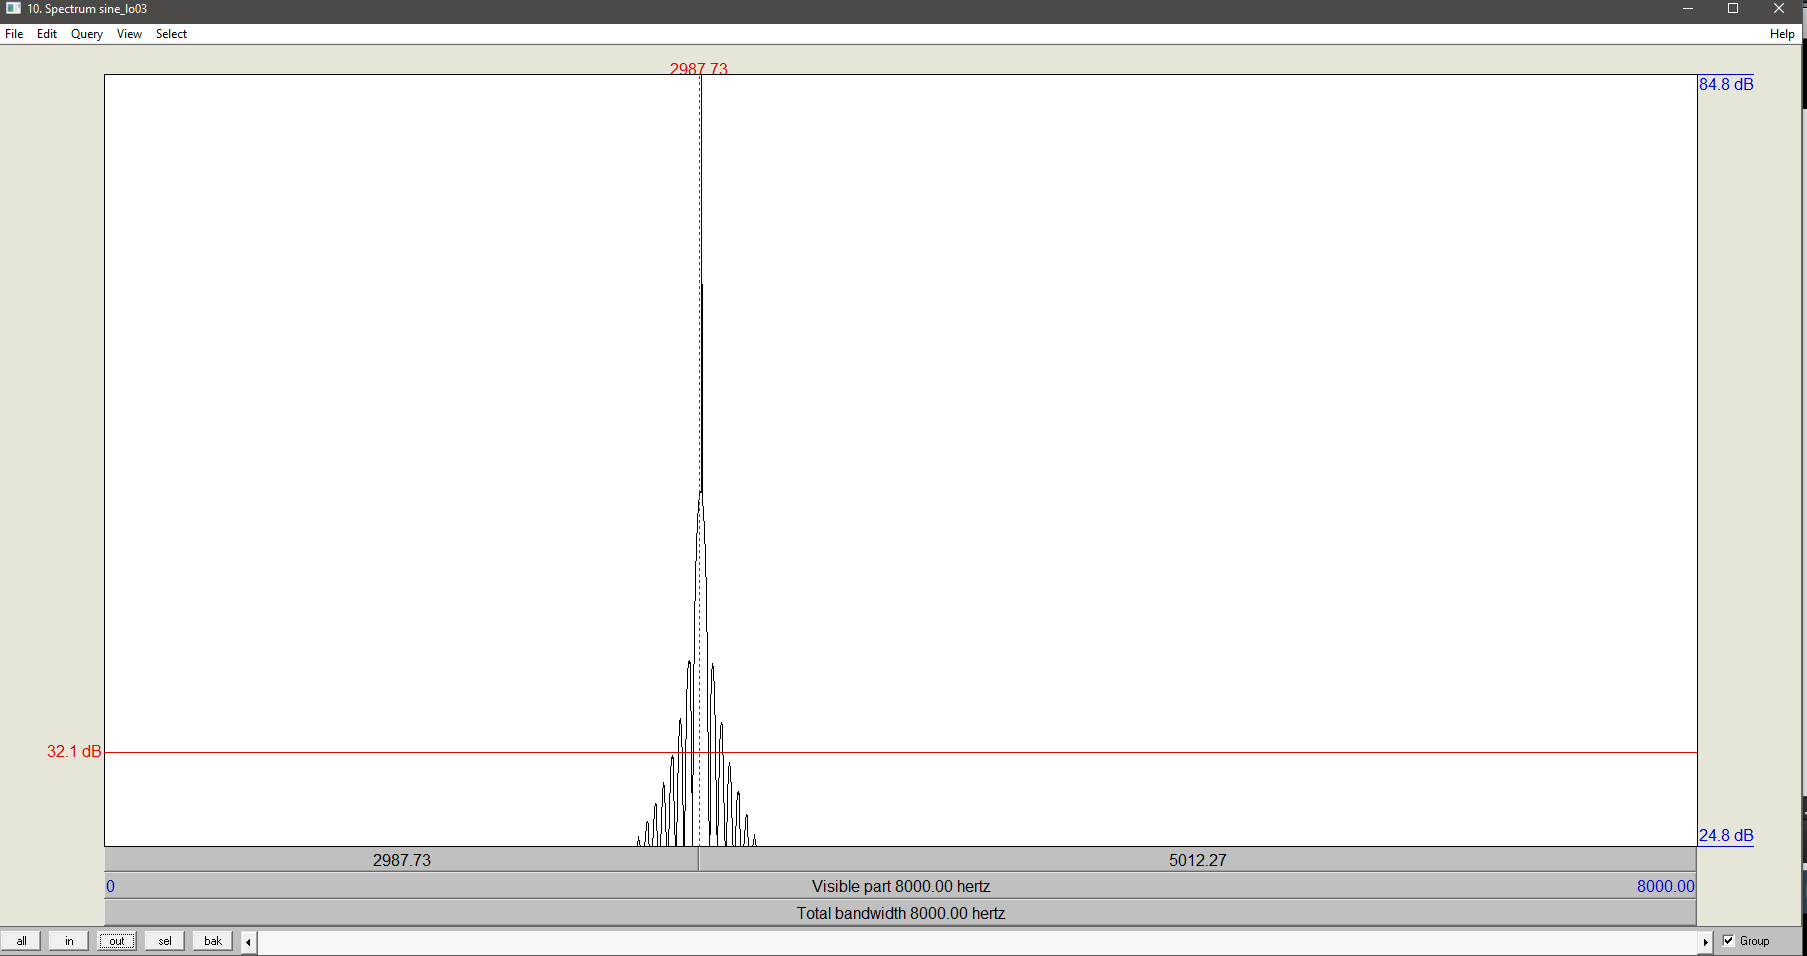 10. Spectrum sine_lo03
File Edit Query View Select Help
2987.73
84.8 dB
32.1 dB
24.8 dB
2987.73 5012.27
0 Visible part 8000.00 hertz 8000.00
Total bandwidth 8000.00 hertz
all in out sel bak Group